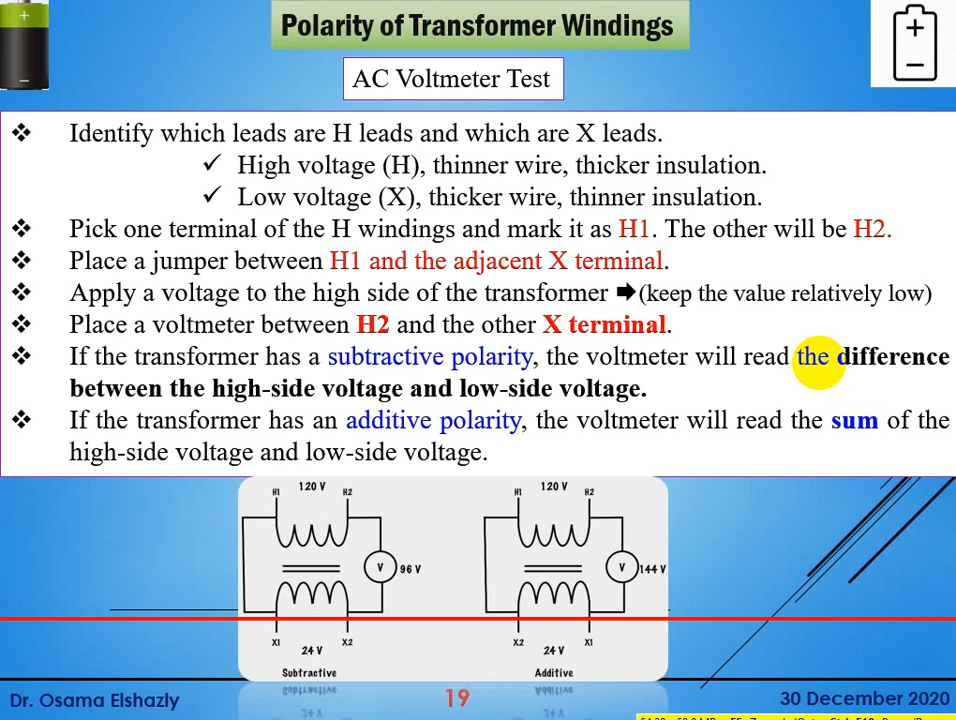 Polarity of Transformer Windings
AC Voltmeter Test
Identify which leads are H leads and which are X leads.
High voltage (H), thinner wire, thicker insulation.
Low voltage (X), thicker wire, thinner insulation.
Pick one terminal of the H windings and mark it as H1. The other will be H2.
Place a jumper between H1 and the adjacent X terminal.
Apply a voltage to the high side of the transformer (keep the value relatively low)
Place a voltmeter between H2 and the other X terminal.
If the transformer has a subtractive polarity, the voltmeter will read the difference
between the high-side voltage and low-side voltage.
If the transformer has an additive polarity, the voltmeter will read the sum of the
high-side voltage and low-side voltage.
H1 120 V H2
V 96 V
X1 24 V X2
Subtractive
H1 120 V H2
V 144 V
X2 24 V X1
Additive
Dr. Osama Elshazly
19
30 December 2020